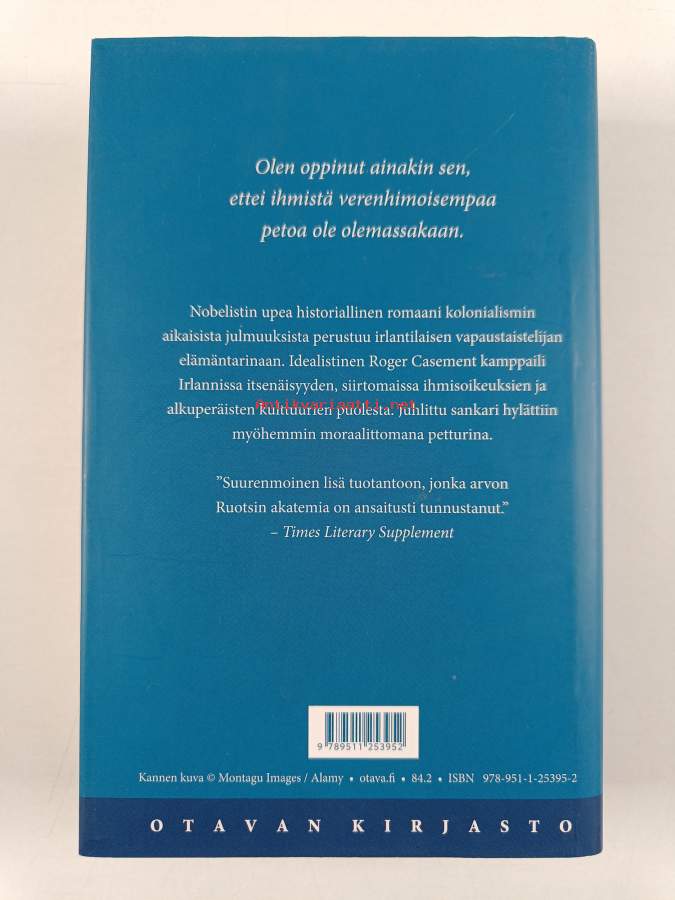 Olen oppinut ainakin sen,
ettei ihmistä verenhimoisempaa
petoa ole olemassakaan.
Nobelistin upea historiallinen romaani kolonialismin
aikaisista julmuuksista perustuu irlantilaisen vapaustaistelijan
elämäntarinaan. Idealistinen Roger Casement kamppaili
Irlannissa itsenäisyyden, siirtomaissa ihmisoikeuksien ja
antikvariaatti.net
alkuperäisten kulttuurien puolesta. Juhlittu sankari hylättiin
myöhemmin moraalittomana petturina.
”Suurenmoinen lisä tuotantoon, jonka arvon
Ruotsin akatemia on ansaitusti tunnustanut.”
– Times Literary Supplement
9 789511 253952
Kannen kuva © Montagu Images / Alamy • otava.fi • 84.2 • ISBN 978-951-1-25395-2
OTAVAN KIRJASTO